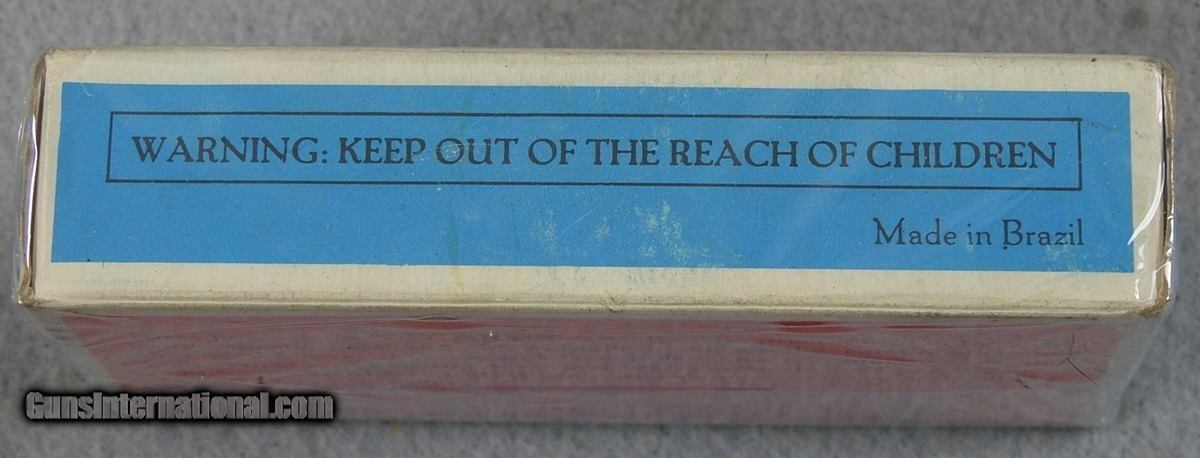 WARNING: KEEP OUT OF THE REACH OF CHILDREN
Made in Brazil
GunsInternational.com